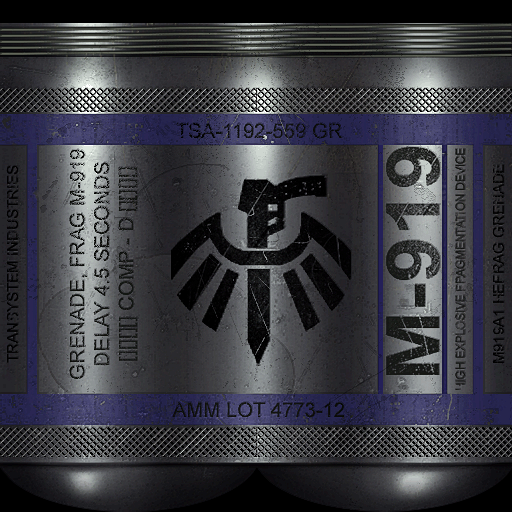 TSA-1192-559 GR
TRANSYSTEM INDUSTRIES
GRENADE, FRAG M-919
DELAY 4.5 SECONDS
COMP - D
M-919
HIGH EXPLOSIVE FRAGMENTATION DEVICE
M919A1 HEFRAG GRENADE
AMM LOT 4773-12